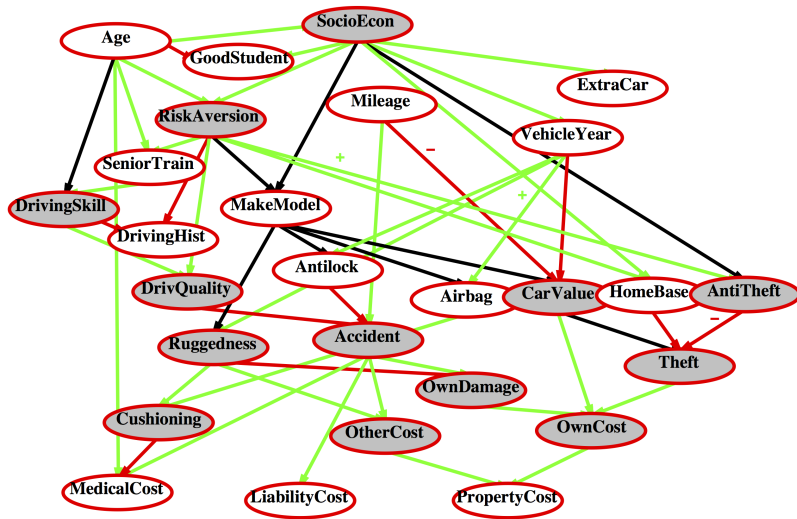 SocioEcon
Age
GoodStudent
ExtraCar
Mileage
RiskAversion
VehicleYear
−
+
SeniorTrain
+
DrivingSkill
MakeModel
DrivingHist
Antilock
DrivQuality
Airbag
CarValue
HomeBase
AntiTheft
−
Ruggedness
Accident
Theft
OwnDamage
Cushioning
OtherCost
OwnCost
MedicalCost
LiabilityCost
PropertyCost